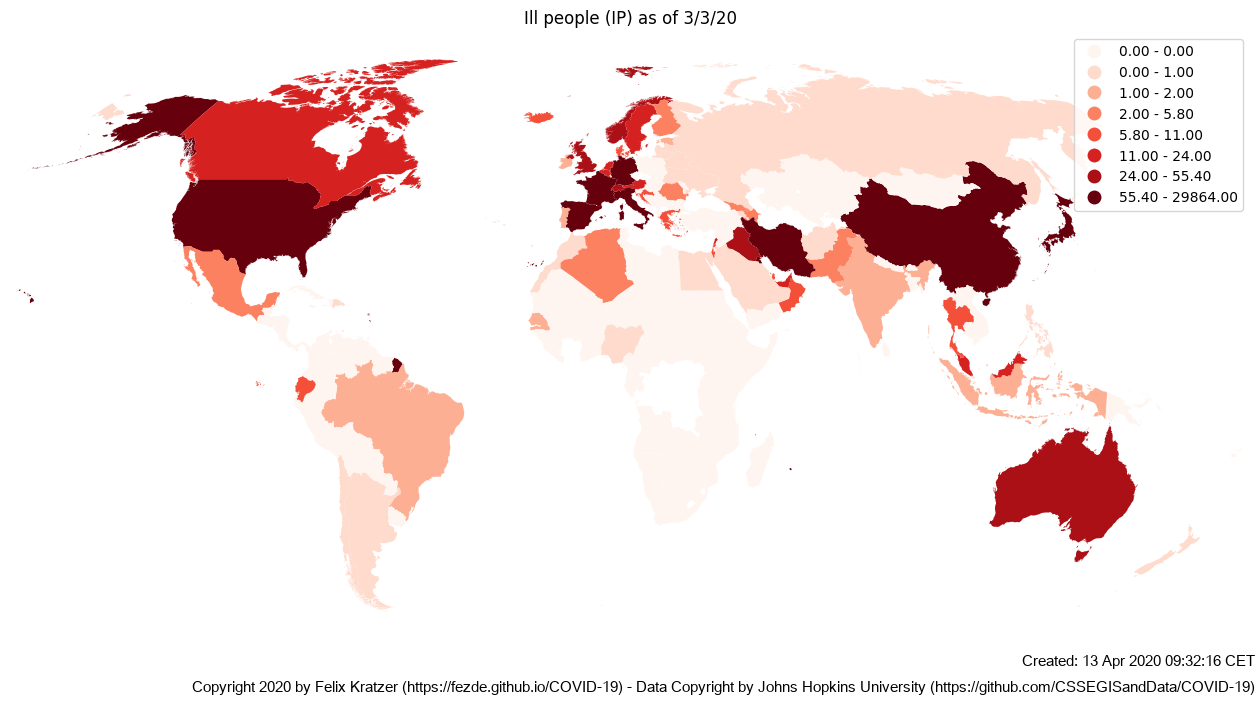 Ill people (IP) as of 3/3/20
0.00 - 0.00
0.00 - 1.00
1.00 - 2.00
2.00 - 5.80
5.80 - 11.00
11.00 - 24.00
24.00 - 55.40
55.40 - 29864.00
Created: 13 Apr 2020 09:32:16 CET
Copyright 2020 by Felix Kratzer (https://fezde.github.io/COVID-19) - Data Copyright by Johns Hopkins University (https://github.com/CSSEGISandData/COVID-19)